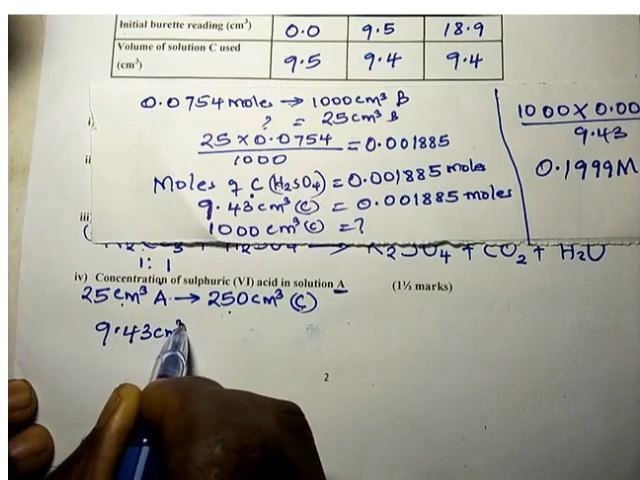 Initial burette reading (cm³) 0.0 9.5 18.9
Volume of solution C used (cm³) 9.5 9.4 9.4
0.0754 moles → 1000cm³ B
? = 25cm³ B
25 × 0.0754 = 0.001885
1000
Moles of C (H₂SO₄) = 0.001885 moles
9.43cm³ (C) = 0.001885 moles
1000cm³ (C) = ?
1000 × 0.00
9.43
0.1999M
i)
ii
iii)
→ K₂SO₄ + CO₂ + H₂O
1 : 1
iv) Concentration of sulphuric (VI) acid in solution A (1½ marks)
25cm³ A → 250cm³ (C)
9.43cm³
2